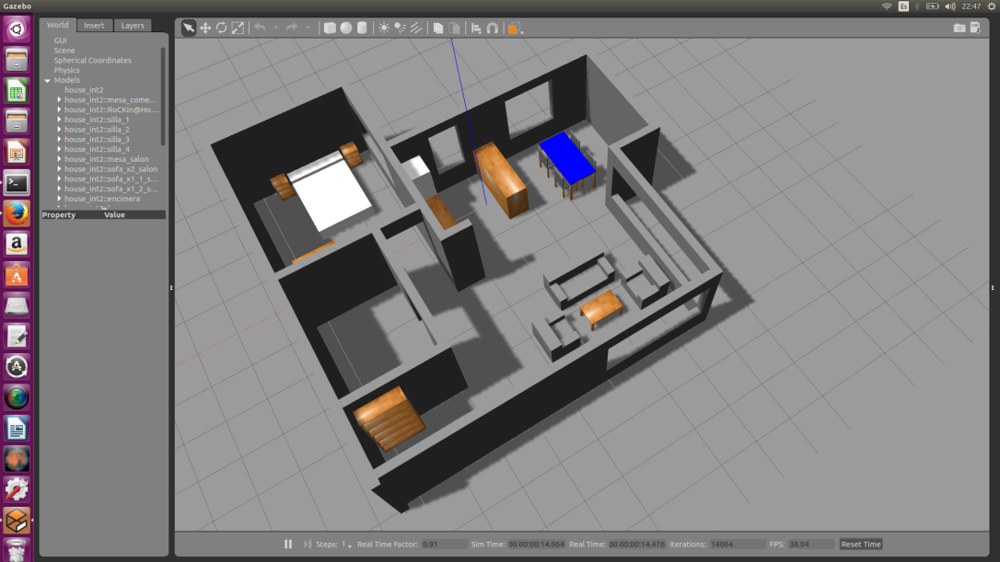 Gazebo
Es
22:47
World
Insert
Layers
GUI
Scene
Spherical Coordinates
Physics
Models
house_int2
house_int2::mesa_come...
house_int2::RoCKIn@Ho...
house_int2::silla_1
house_int2::silla_2
house_int2::silla_3
house_int2::silla_4
house_int2::mesa_salon
house_int2::sofa_x2_salon
house_int2::sofa_x1_1_s...
house_int2::sofa_x1_2_s...
house_int2::encimera
Property Value
Steps: 1 Real Time Factor: 0.91 Sim Time: 00 00:00:14.064 Real Time: 00 00:00:14.476 Iterations: 14064 FPS: 38.04 Reset Time